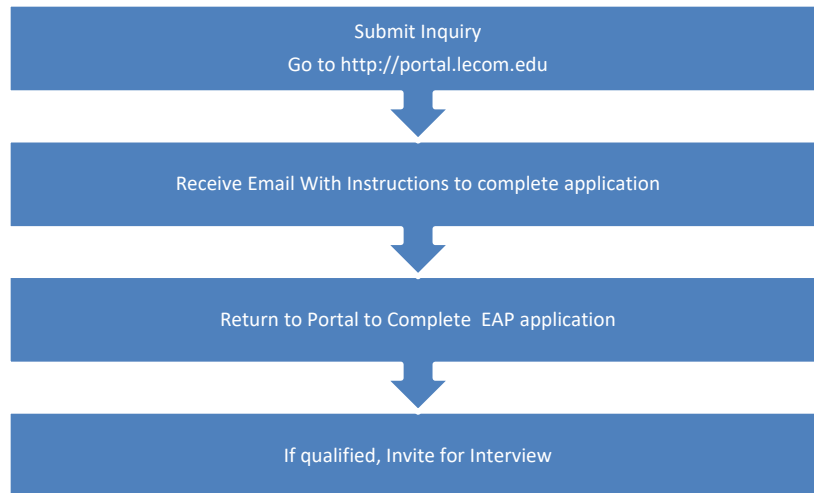 Submit Inquiry
Go to http://portal.lecom.edu
Receive Email With Instructions to complete application
Return to Portal to Complete  EAP application
If qualified, Invite for Interview